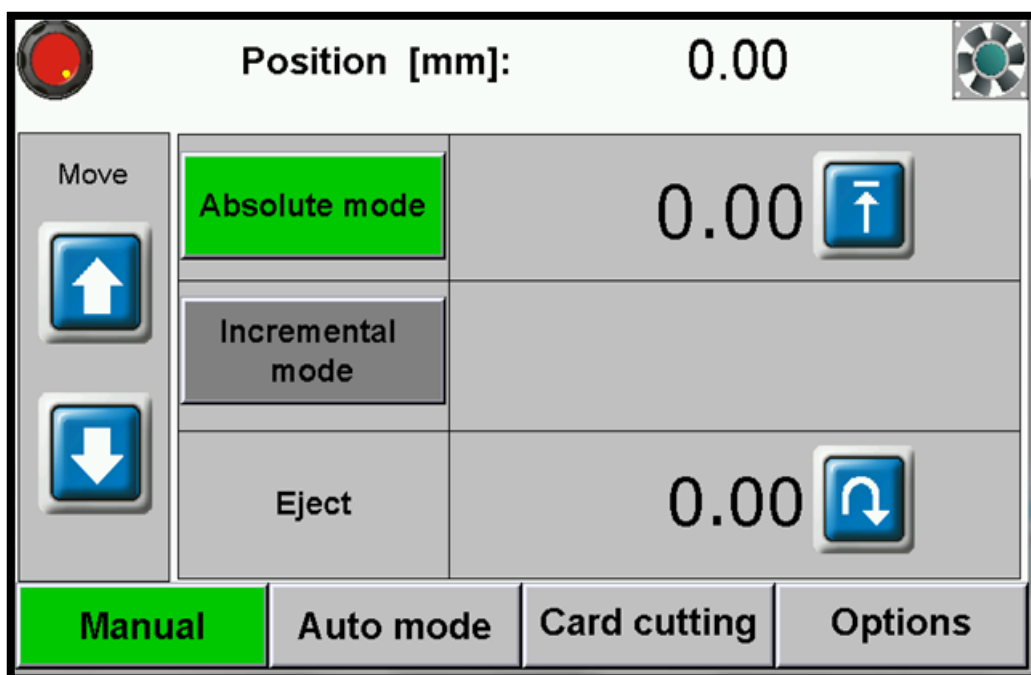 Position [mm]: 0.00
Move
Absolute mode 0.00
Incremental
mode
Eject 0.00
Manual Auto mode Card cutting Options